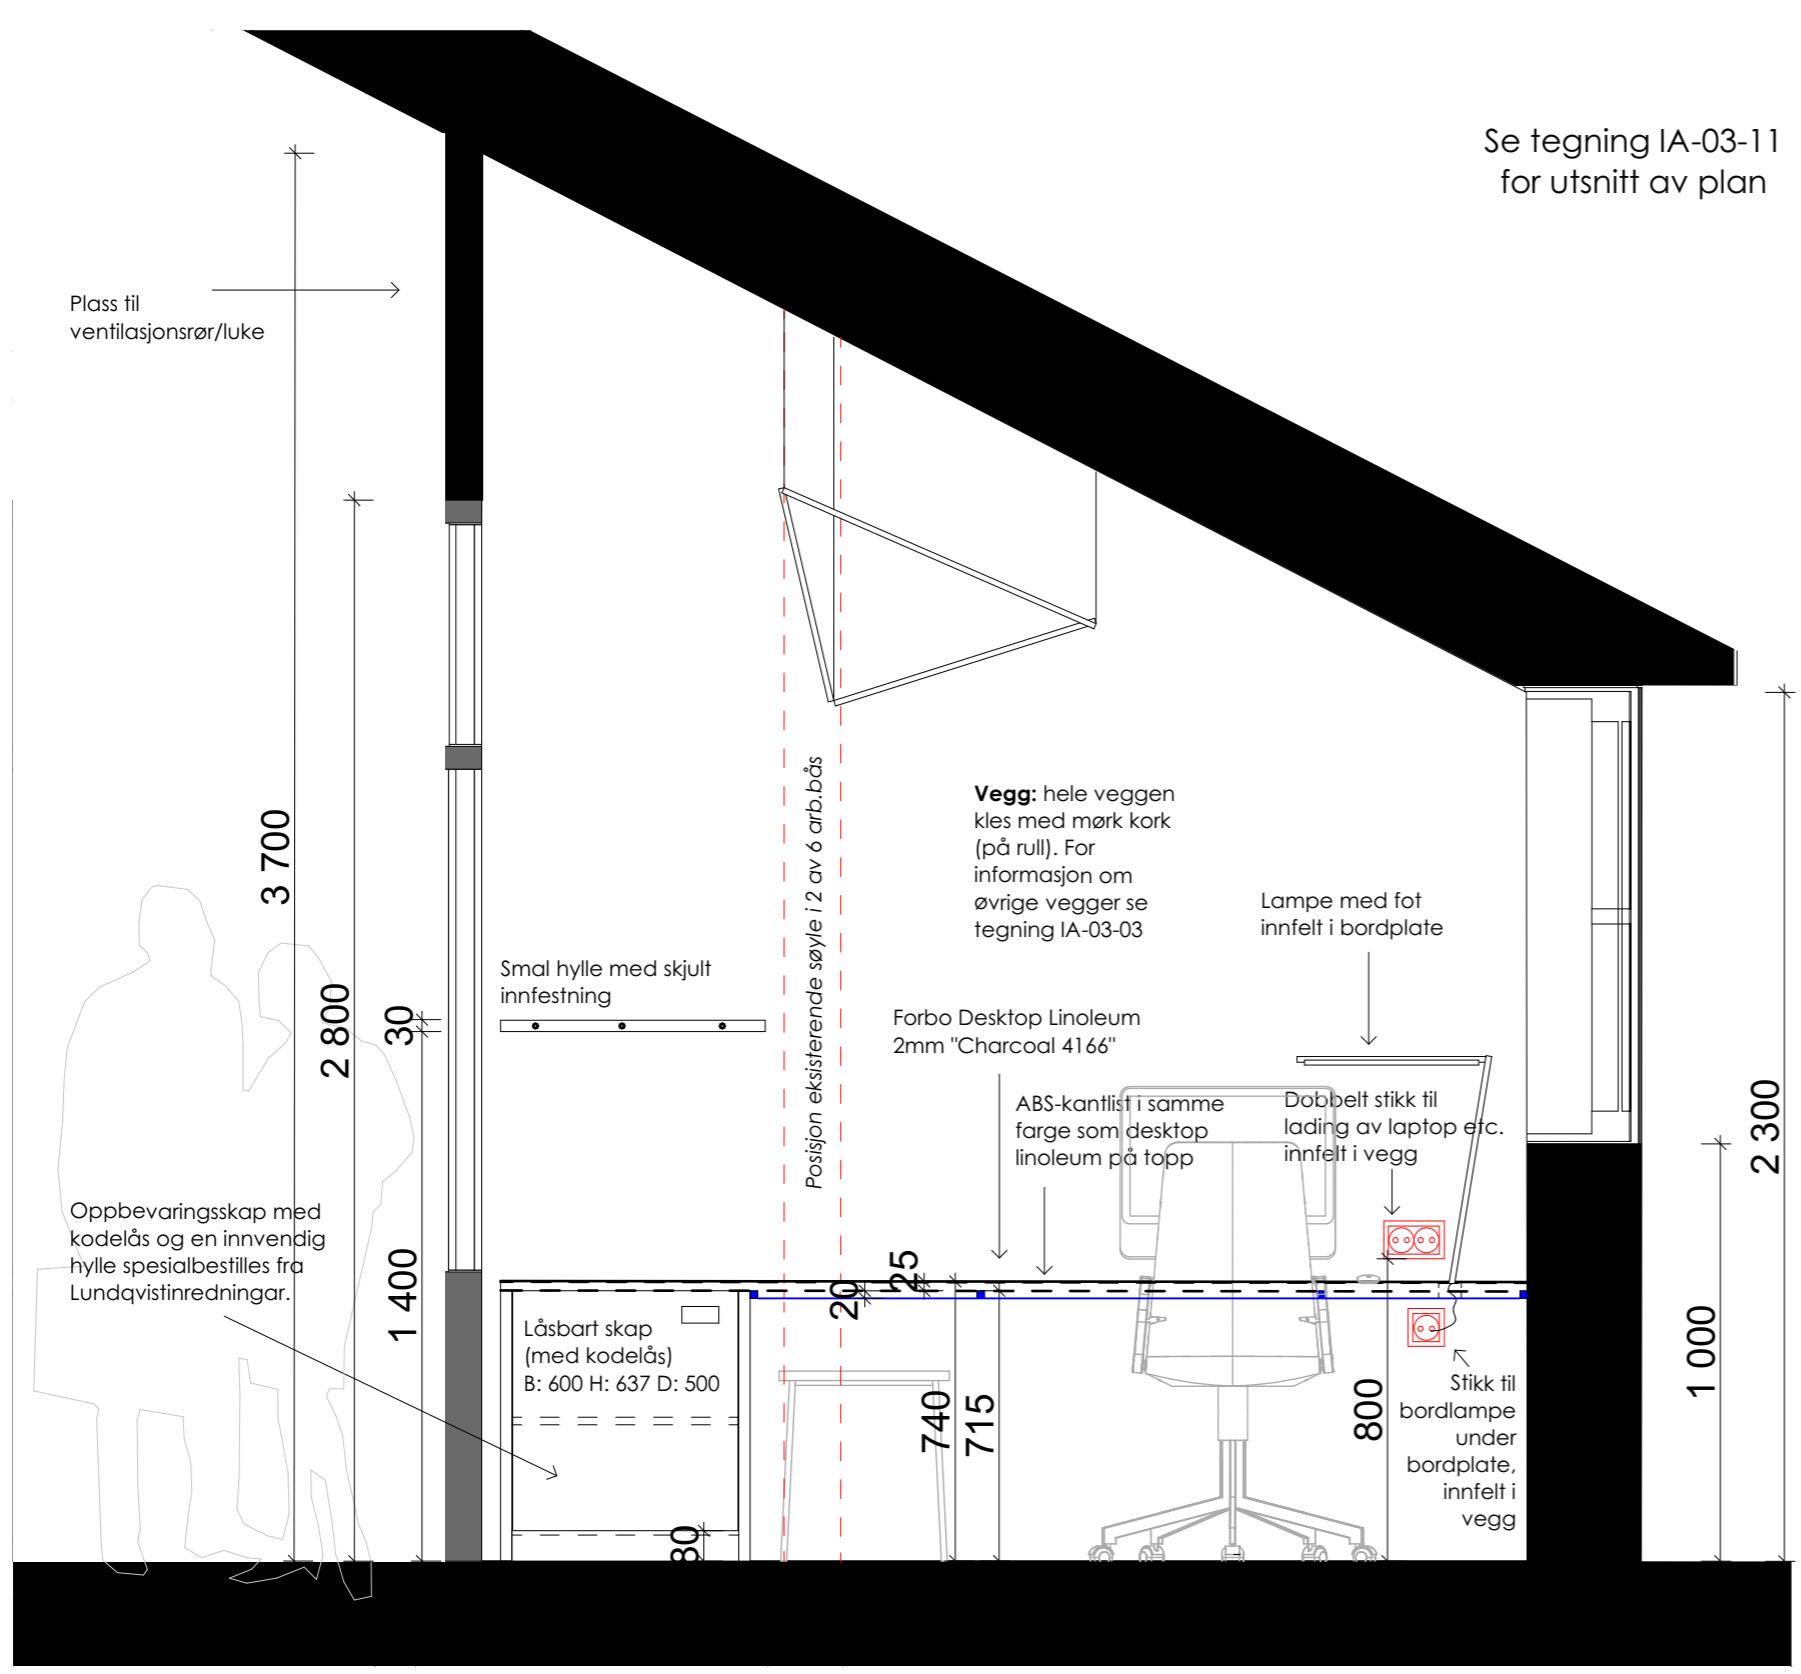 Se tegning IA-03-11
for utsnitt av plan
Plass til
ventilasjonsrør/luke
3 700
2 800
30
1 400
Smal hylle med skjult
innfestning
Posisjon eksisterende søyle i 2 av 6 arb.bås
Vegg: hele veggen
kles med mørk kork
(på rull). For
informasjon om
øvrige vegger se
tegning IA-03-03
Lampe med fot
innfelt i bordplate
Forbo Desktop Linoleum
2mm "Charcoal 4166"
ABS-kantlist i samme
farge som desktop
linoleum på topp
Dobbelt stikk til
lading av laptop etc.
innfelt i vegg
2 300
1 000
Oppbevaringsskap med
kodelås og en innvendig
hylle spesialbestilles fra
Lundqvistinredningar.
Låsbart skap
(med kodelås)
B: 600 H: 637 D: 500
80
20
25
740
715
800
Stikk til
bordlampe
under
bordplate,
innfelt i
vegg